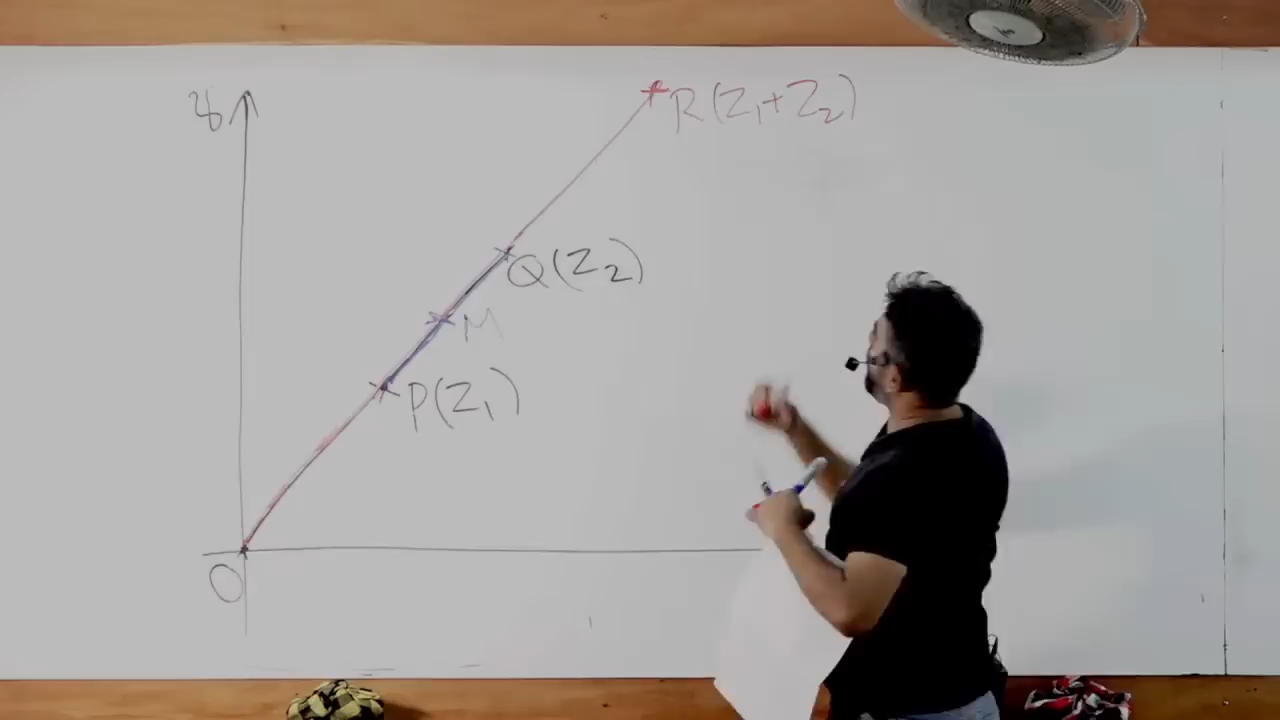 R(Z₁+Z₂)
Q(Z₂)
M
P(Z₁)
O